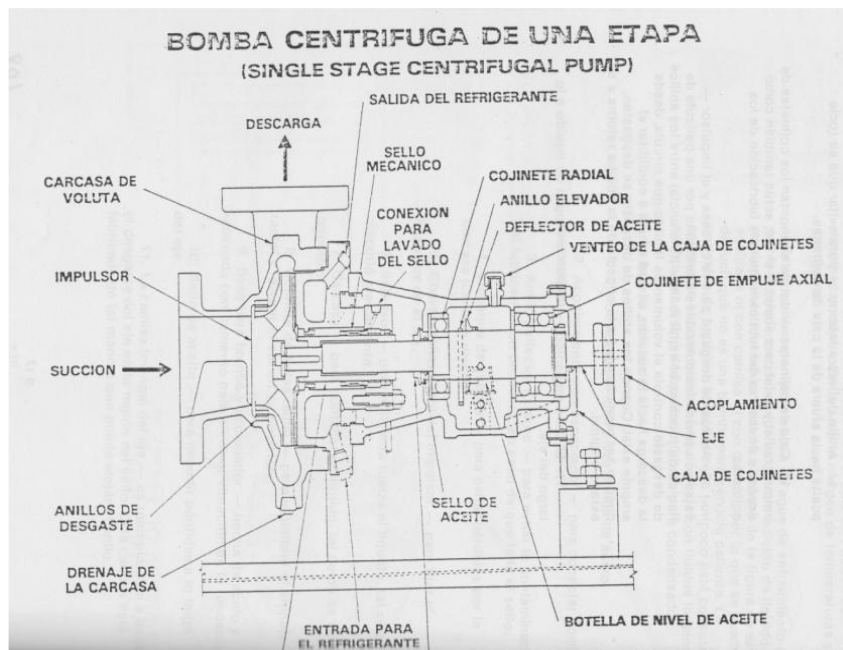 BOMBA CENTRIFUGA DE UNA ETAPA
(SINGLE STAGE CENTRIFUGAL PUMP)
SALIDA DEL REFRIGERANTE
DESCARGA
SELLO
MECANICO
COJINETE RADIAL
CARCASA DE
VOLUTA
ANILLO ELEVADOR
CONEXION
PARA
LAVADO
DEL SELLO
DEFLECTOR DE ACEITE
VENTEO DE LA CAJA DE COJINETES
IMPULSOR
COJINETE DE EMPUJE AXIAL
SUCCION
ACOPLAMIENTO
EJE
CAJA DE COJINETES
ANILLOS DE
DESGASTE
SELLO DE
ACEITE
DRENAJE DE
LA CARCASA
BOTELLA DE NIVEL DE ACEITE
ENTRADA PARA
EL REFRIGERANTE